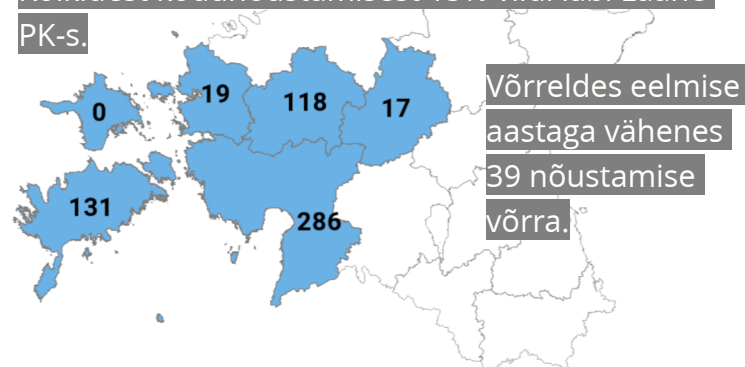 PK-s.
Võrreldes eelmise
aastaga vähenes
39 nõustamise
võrra.
0
19
118
17
131
286